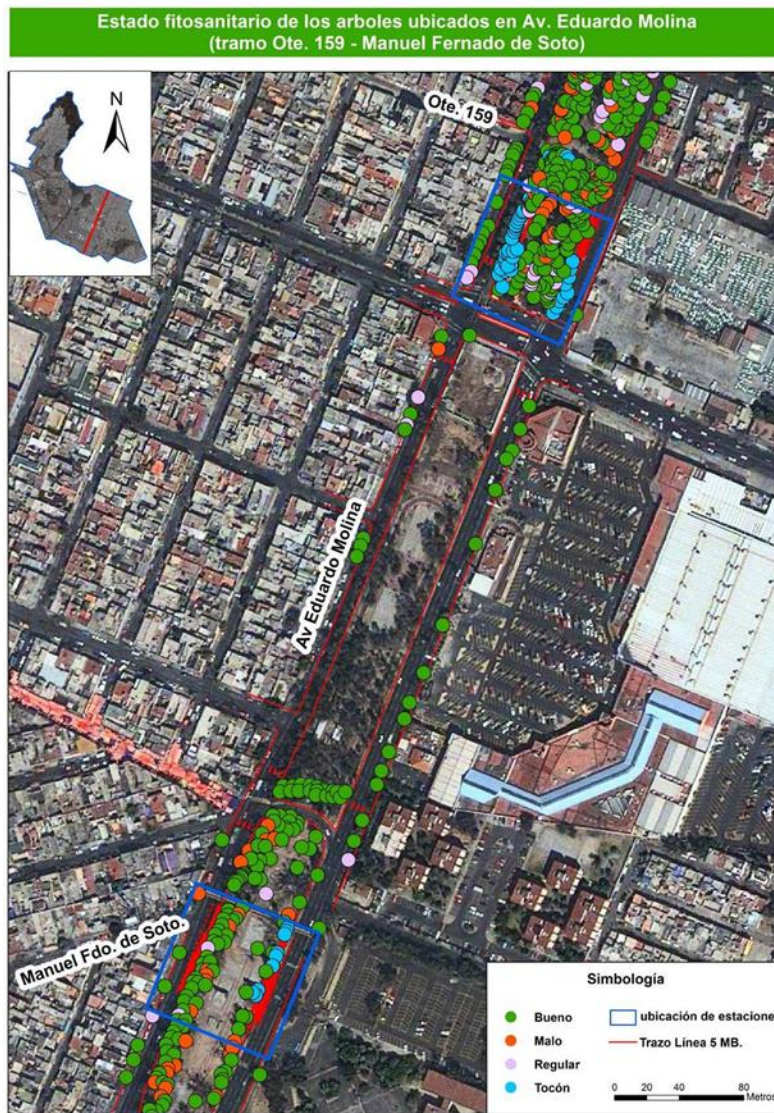 Estado fitosanitario de los arboles ubicados en Av. Eduardo Molina
(tramo Ote. 159 - Manuel Fernado de Soto)
N
Ote. 159
Av Eduardo Molina
Manuel Fdo. de Soto.
Simbología
Bueno
Malo
Regular
Tocón
ubicación de estacione
Trazo Línea 5 MB.
0 20 40 80
Metros